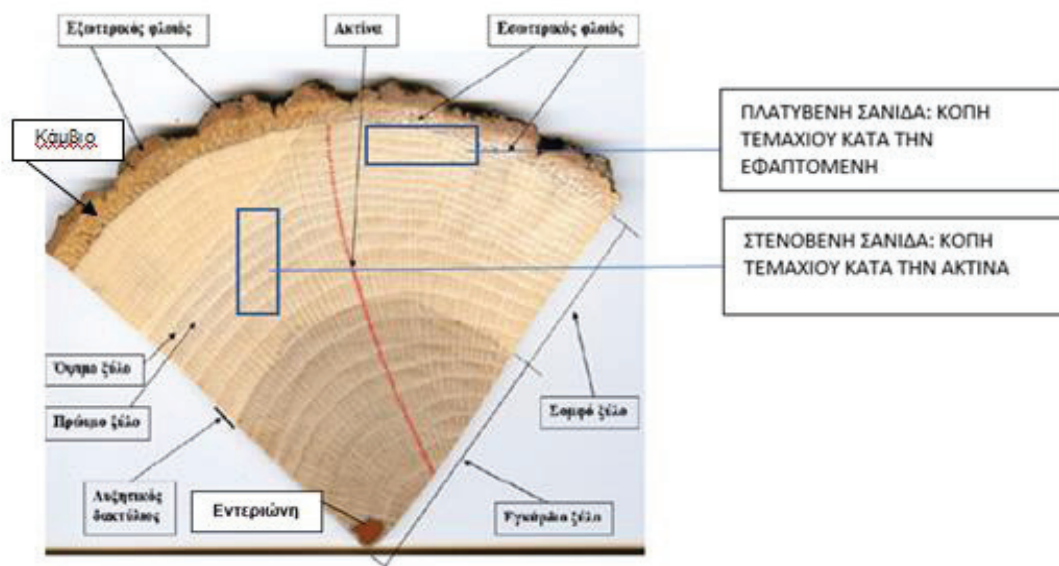 Εξωτερικός φλοιός
Ακτίνα
Εσωτερικός φλοιός
Κάμβιο
ΠΛΑΤΥΒΕΝΗ ΣΑΝΙΔΑ: ΚΟΠΗ
ΤΕΜΑΧΙΟΥ ΚΑΤΑ ΤΗΝ
ΕΦΑΠΤΟΜΕΝΗ
ΣΤΕΝΟΒΕΝΗ ΣΑΝΙΔΑ: ΚΟΠΗ
ΤΕΜΑΧΙΟΥ ΚΑΤΑ ΤΗΝ ΑΚΤΙΝΑ
Όψιμο ξύλο
Πρώιμο ξύλο
Σομφό ξύλο
Αυξητικός
δακτύλιος
Εντεριώνη
Εγκάρδιο ξύλο